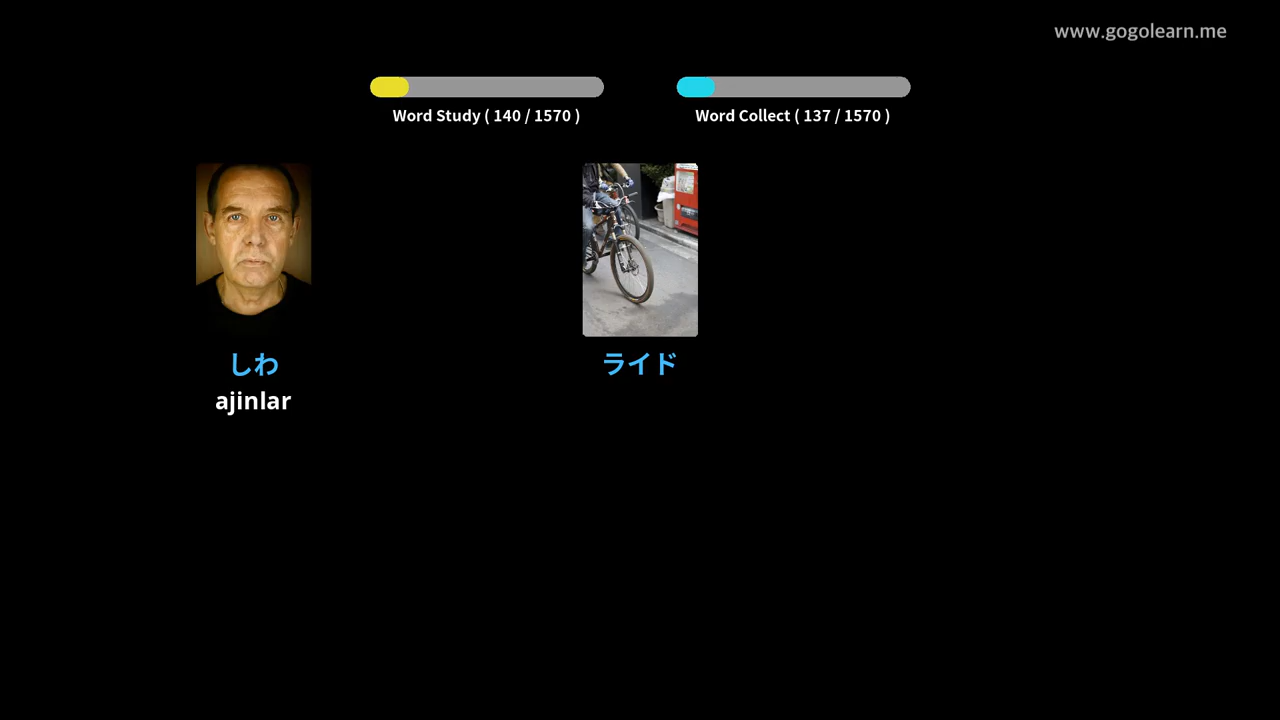 www.gogolearn.me
Word Study ( 140 / 1570 )
Word Collect ( 137 / 1570 )
しわ
ajinlar
ライド